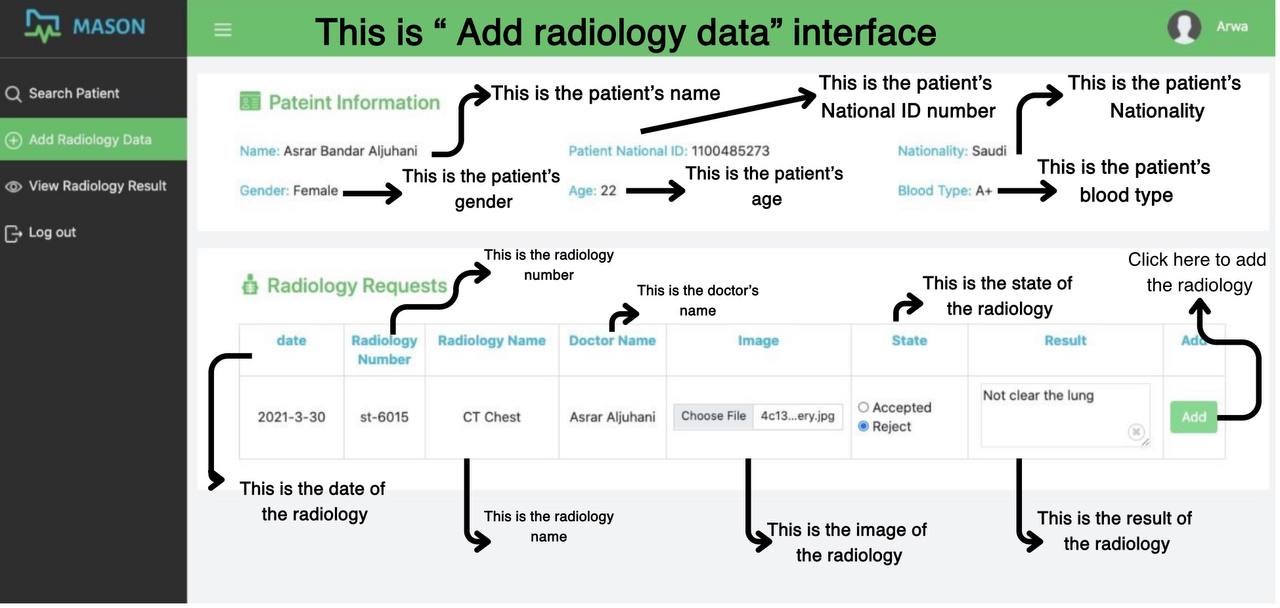 MASON
This is “ Add radiology data” interface
Arwa
Search Patient
Add Radiology Data
View Radiology Result
Log out
Pateint Information
This is the patient’s name
This is the patient’s
National ID number
This is the patient’s
Nationality
Name: Asrar Bandar Aljuhani
Patient National ID: 1100485273
Nationality: Saudi
Gender: Female
This is the patient’s
gender
Age: 22
This is the patient’s
age
Blood Type: A+
This is the patient’s
blood type
Radiology Requests
This is the radiology
number
This is the doctor’s
name
This is the state of
the radiology
Click here to add
the radiology
date
Radiology
Number
Radiology Name
Doctor Name
Image
State
Result
Add
2021-3-30
st-6015
CT Chest
Asrar Aljuhani
Choose File
4c13...ery.jpg
Accepted
Reject
Not clear the lung
Add
This is the date of
the radiology
This is the radiology
name
This is the image of
the radiology
This is the result of
the radiology